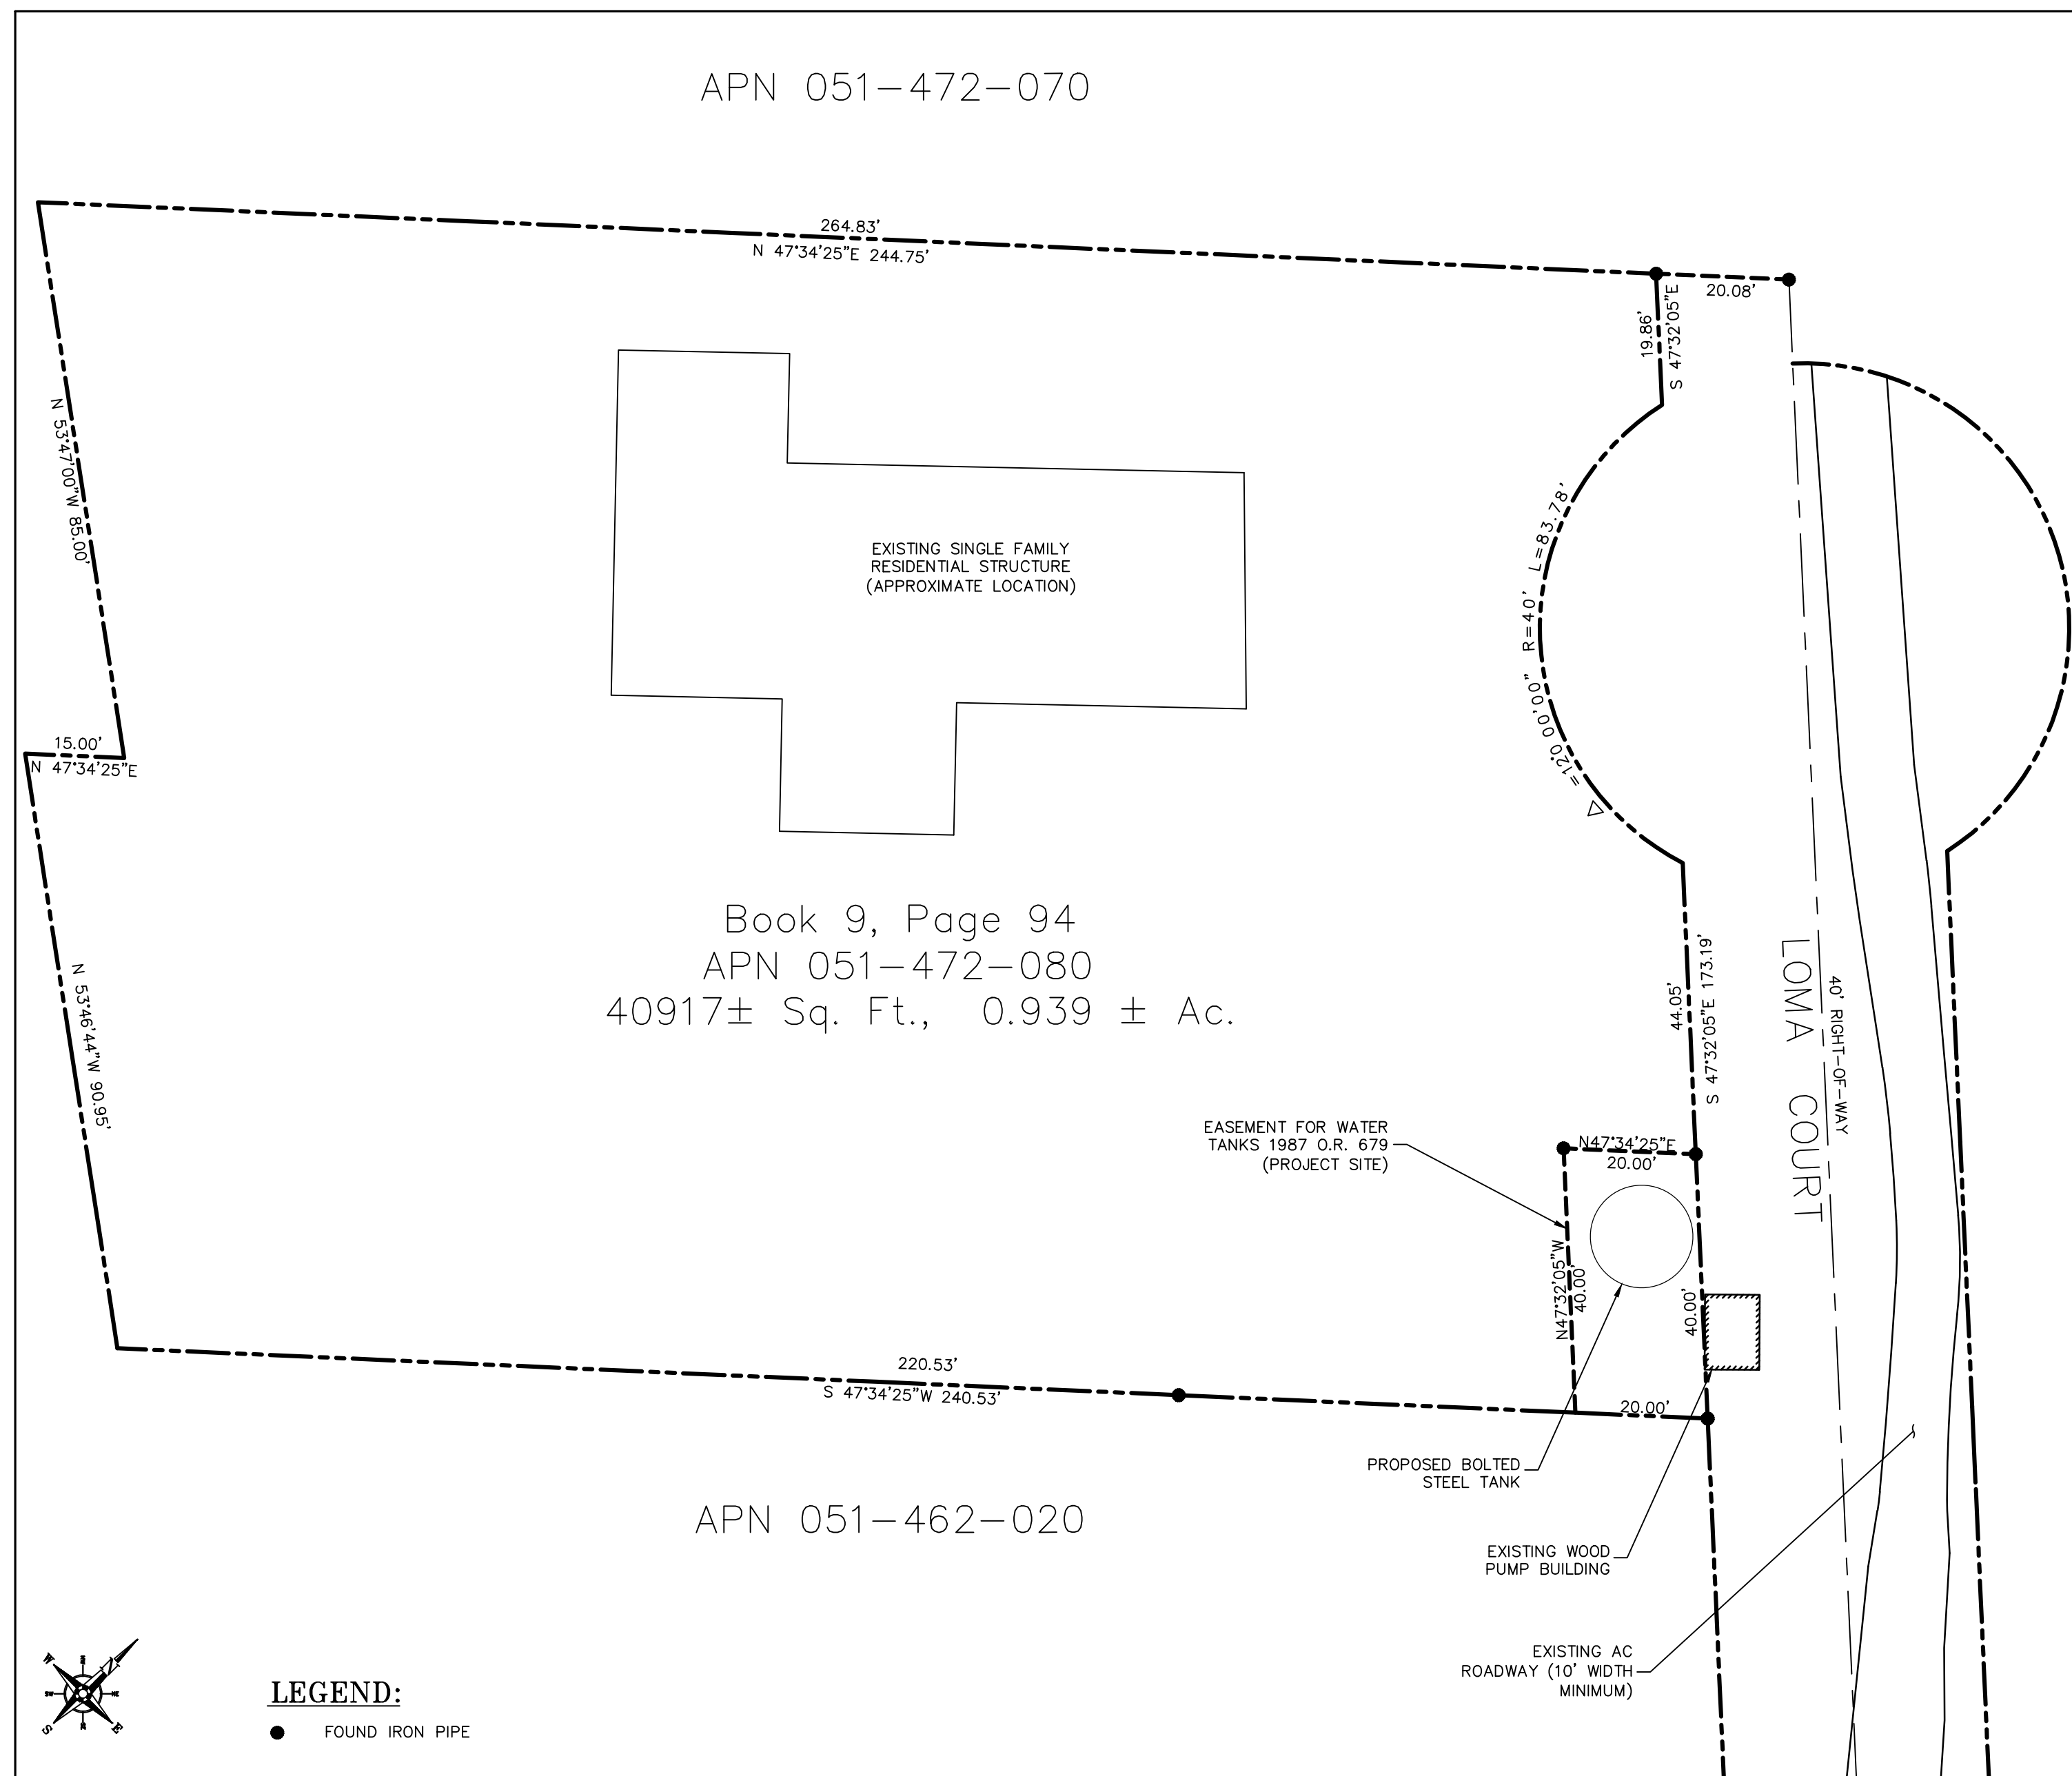 APN 051-472-070
264.83'
N 47°34'25"E 244.75'
20.08'
19.86'
S 47°32'05"E
N 53°47'00"W 85.00'
EXISTING SINGLE FAMILY
RESIDENTIAL STRUCTURE
(APPROXIMATE LOCATION)
△ =120°00'00" R=40' L=83.78'
15.00'
N 47°34'25"E
Book 9, Page 94
APN 051-472-080
40917± Sq. Ft., 0.939 ± Ac.
N 53°46'44"W 90.95'
44.05'
S 47°32'05"E 173.19'
LOMA COURT
40' RIGHT-OF-WAY
EASEMENT FOR WATER
TANKS 1987 O.R. 679
(PROJECT SITE)
N47°34'25"E
20.00'
N47°32'05"W
40.00'
40.00'
220.53'
S 47°34'25"W 240.53'
20.00'
PROPOSED BOLTED
STEEL TANK
APN 051-462-020
EXISTING WOOD
PUMP BUILDING
EXISTING AC
ROADWAY (10' WIDTH
MINIMUM)
W NW N
SW NE
S SE E
LEGEND:
FOUND IRON PIPE